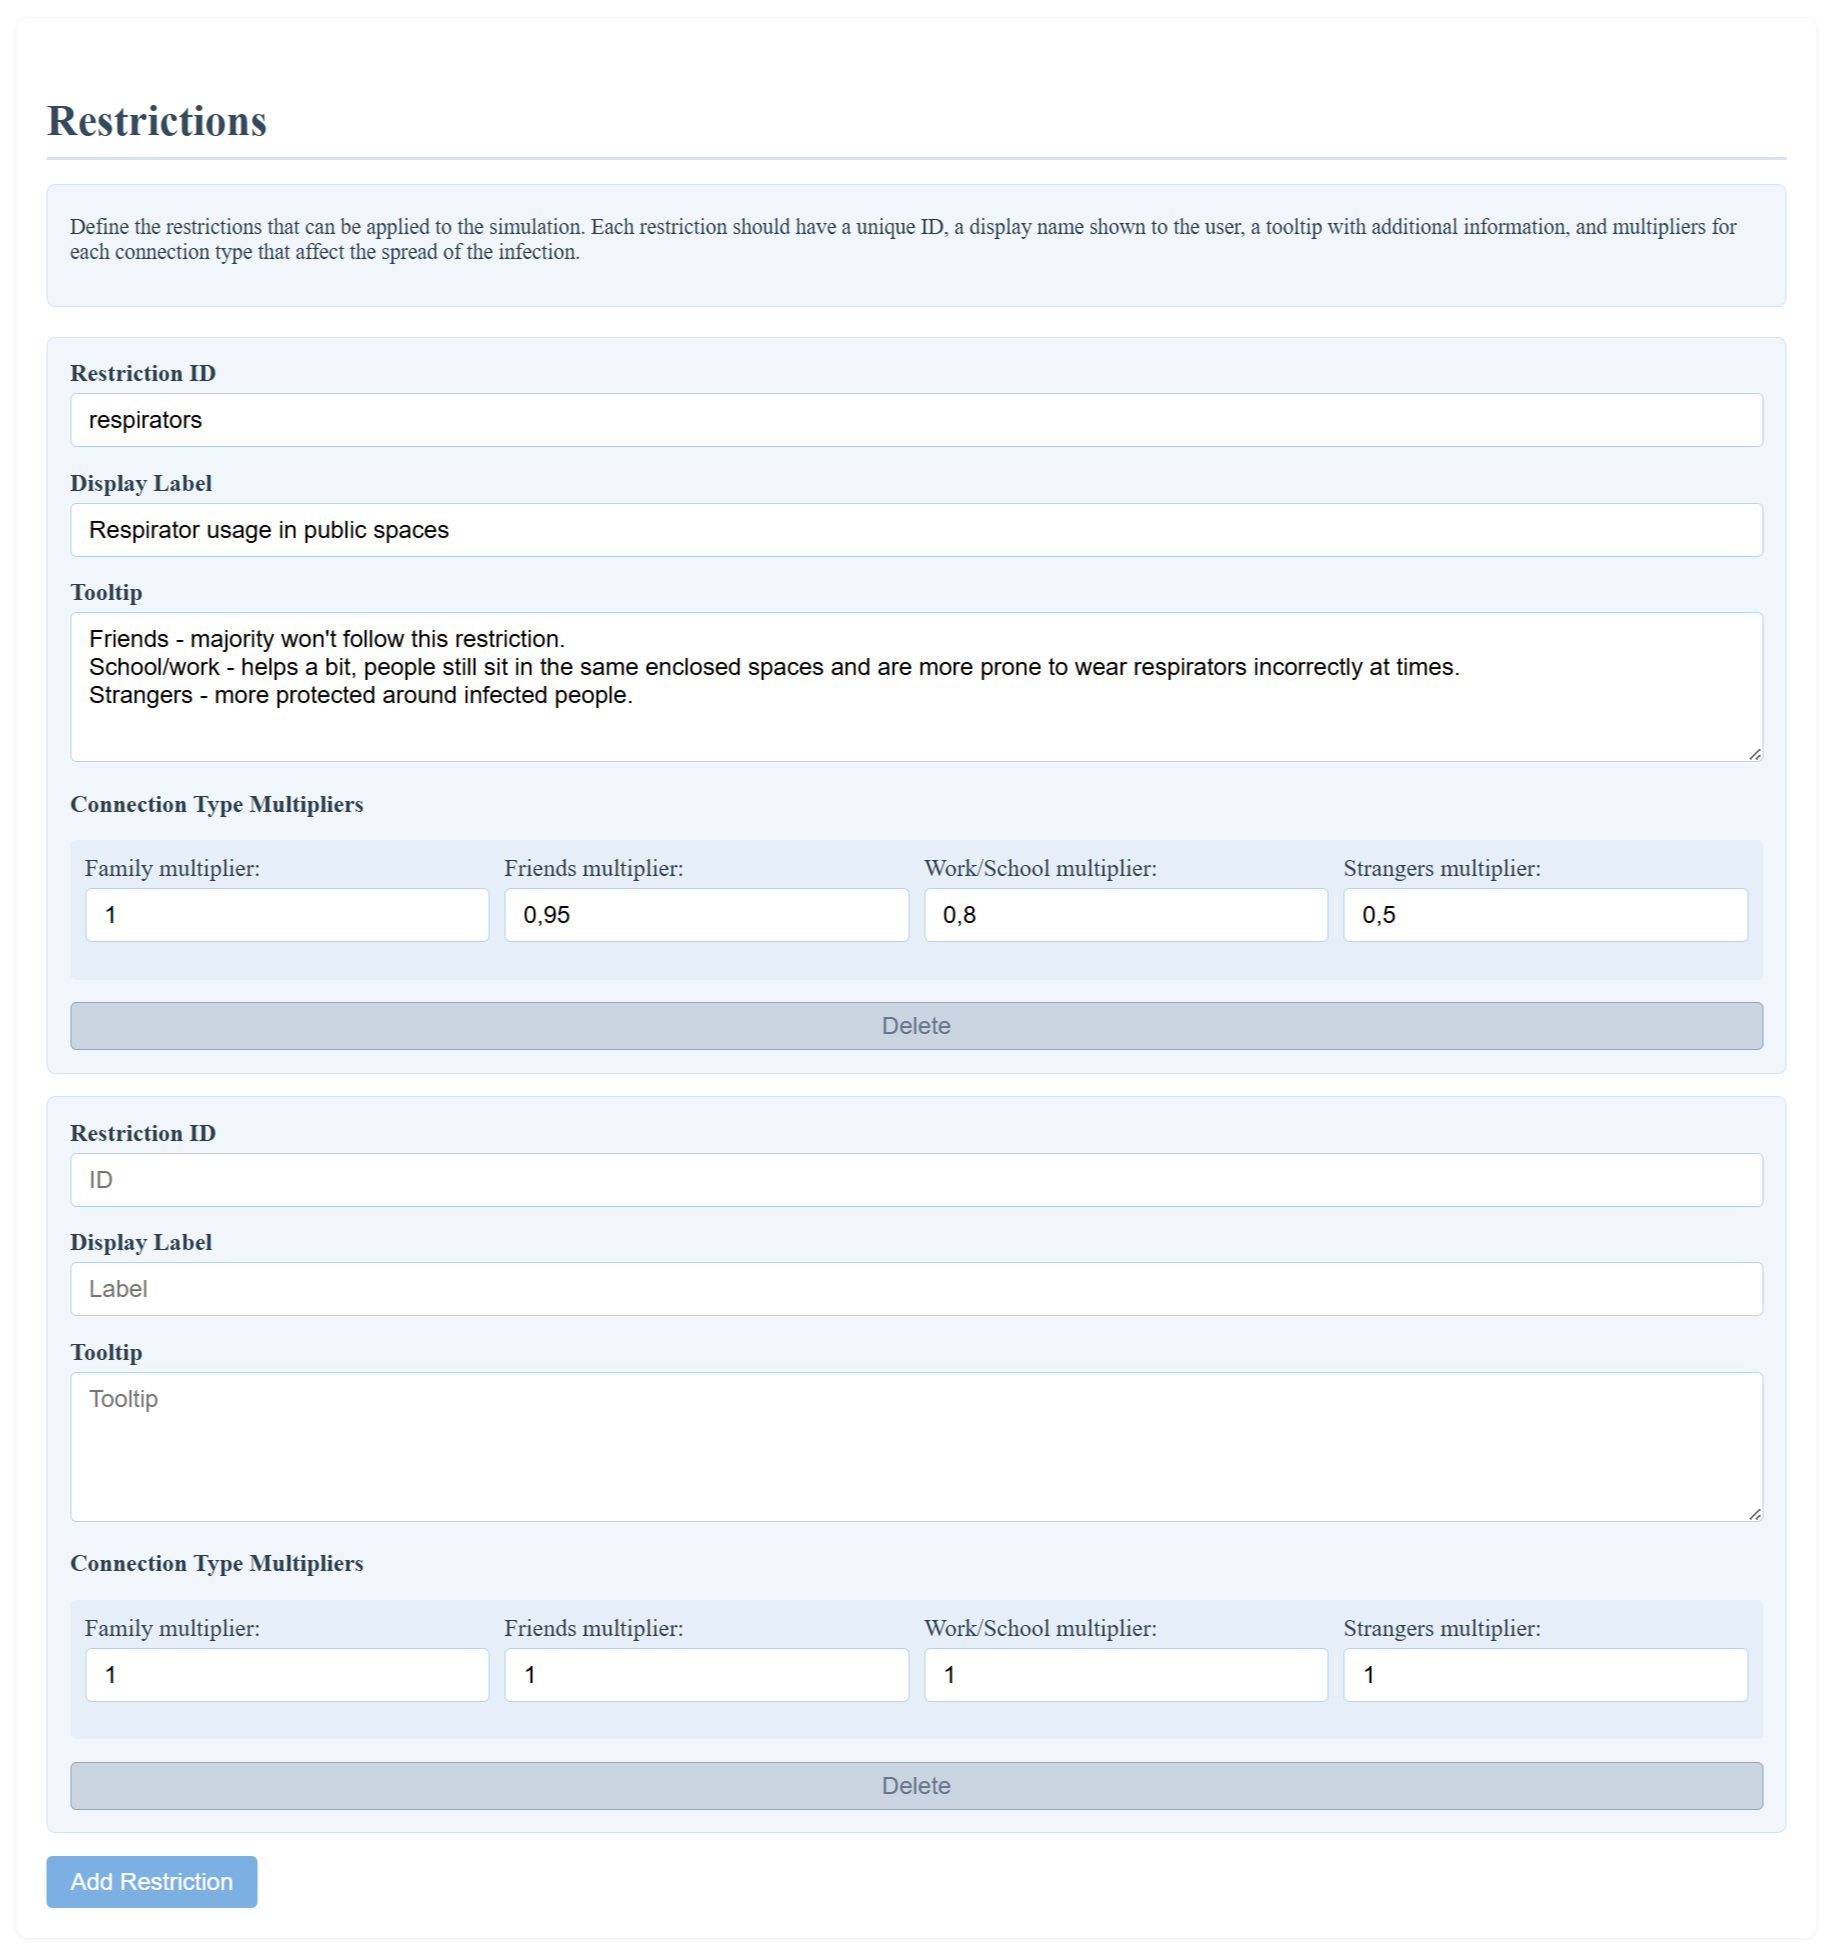 Restrictions
Define the restrictions that can be applied to the simulation. Each restriction should have a unique ID, a display name shown to the user, a tooltip with additional information, and multipliers for
each connection type that affect the spread of the infection.
Restriction ID
respirators
Display Label
Respirator usage in public spaces
Tooltip
Friends - majority won't follow this restriction.
School/work - helps a bit, people still sit in the same enclosed spaces and are more prone to wear respirators incorrectly at times.
Strangers - more protected around infected people.
Connection Type Multipliers
Family multiplier: Friends multiplier: Work/School multiplier: Strangers multiplier:
1 0,95 0,8 0,5
Delete
Restriction ID
ID
Display Label
Label
Tooltip
Tooltip
Connection Type Multipliers
Family multiplier: Friends multiplier: Work/School multiplier: Strangers multiplier:
1 1 1 1
Delete
Add Restriction